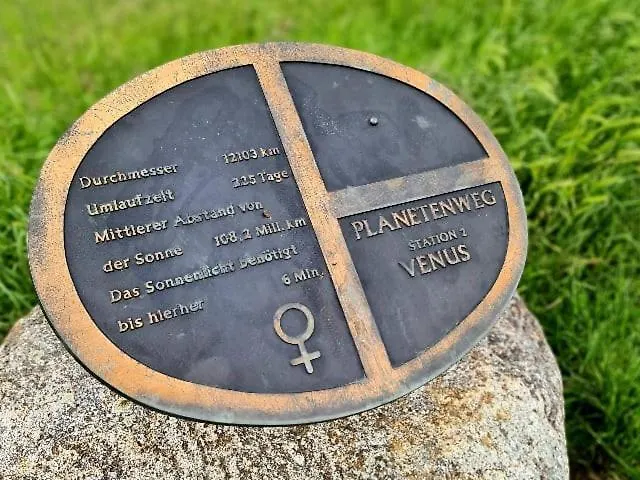 Durchmesser 12103 km
Umlaufzeit 225 Tage
Mittlerer Abstand von
der Sonne 108,2 Mill. km
Das Sonnenlicht benötigt
bis hierher 6 Min.
PLANETENWEG
STATION 2
VENUS